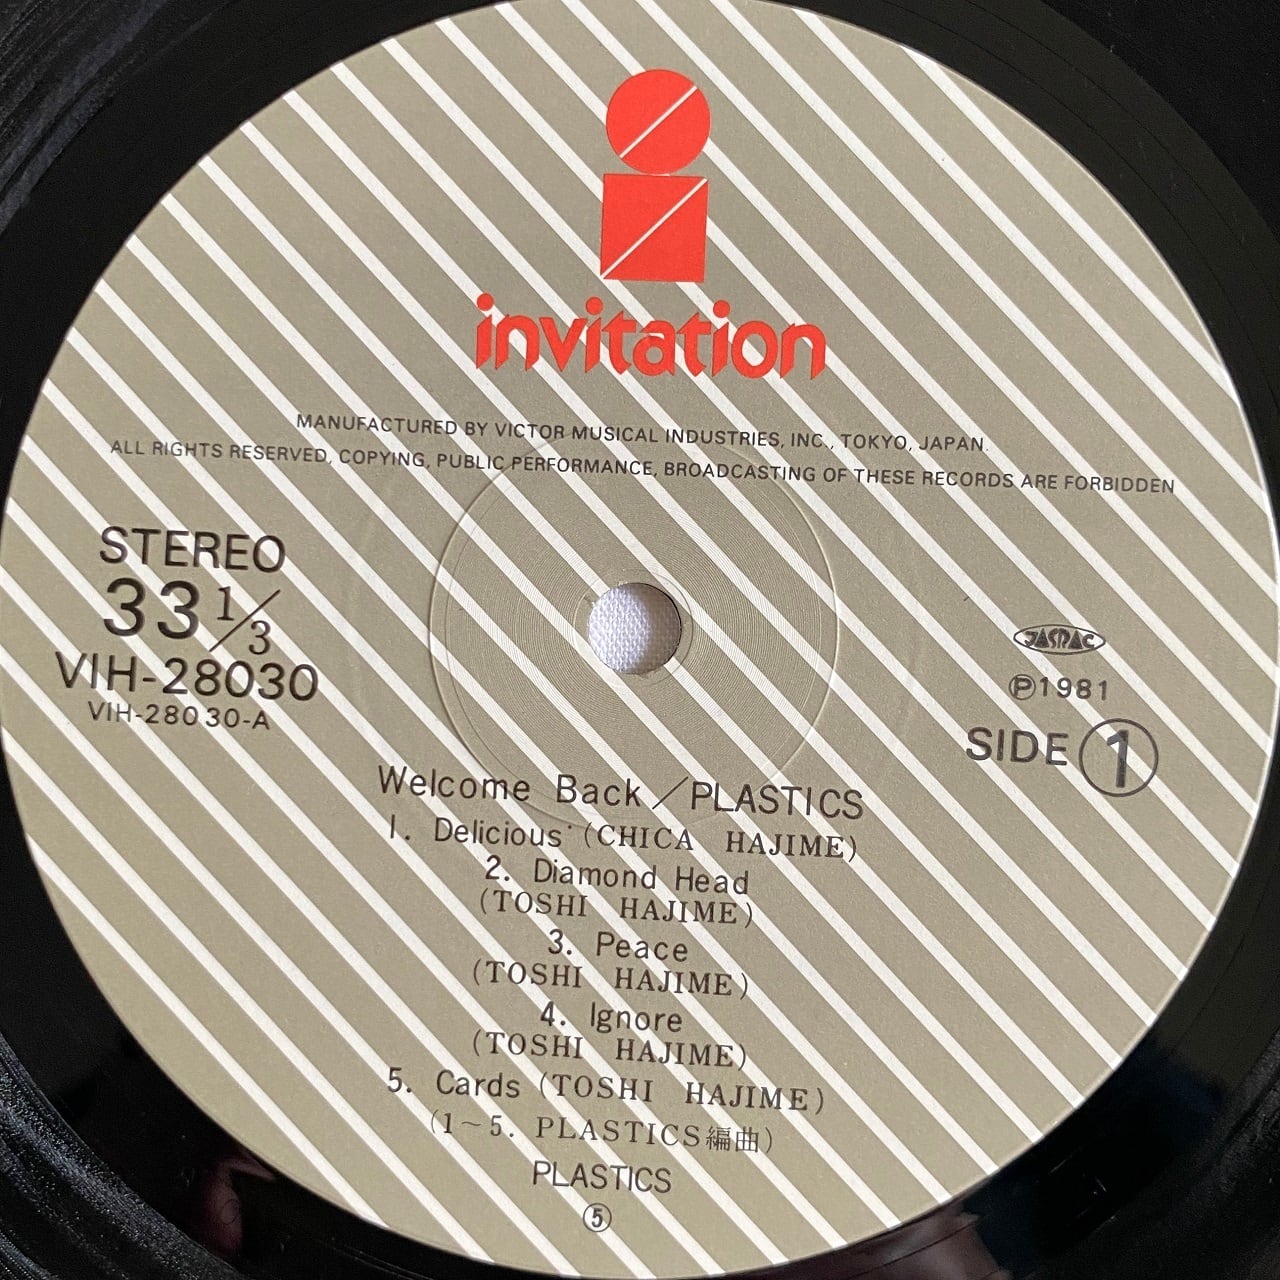 invitation
MANUFACTURED BY VICTOR MUSICAL INDUSTRIES, INC., TOKYO, JAPAN.
ALL RIGHTS RESERVED, COPYING, PUBLIC PERFORMANCE, BROADCASTING OF THESE RECORDS ARE FORBIDDEN
STEREO
33 1/3
VIH-28030
VIH-28030-A
JASRAC
Ⓟ1981
SIDE ①
Welcome Back/PLASTICS
1. Delicious (CHICA HAJIME)
2. Diamond Head
(TOSHI HAJIME)
3. Peace
(TOSHI HAJIME)
4. Ignore
(TOSHI HAJIME)
5. Cards (TOSHI HAJIME)
(1~5. PLASTICS編曲)
PLASTICS
⑤